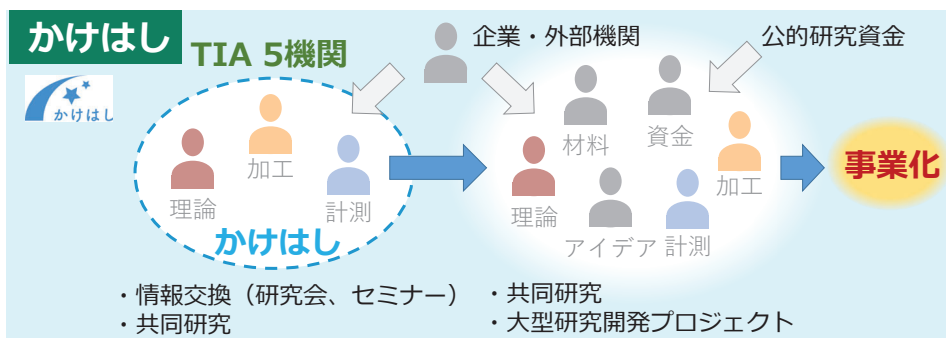 かけはし
TIA 5機関
企業・外部機関
公的研究資金
かけはし
加工
理論
計測
かけはし
材料
資金
加工
理論
アイデア
計測
事業化
・情報交換（研究会、セミナー）
・共同研究
・共同研究
・大型研究開発プロジェクト